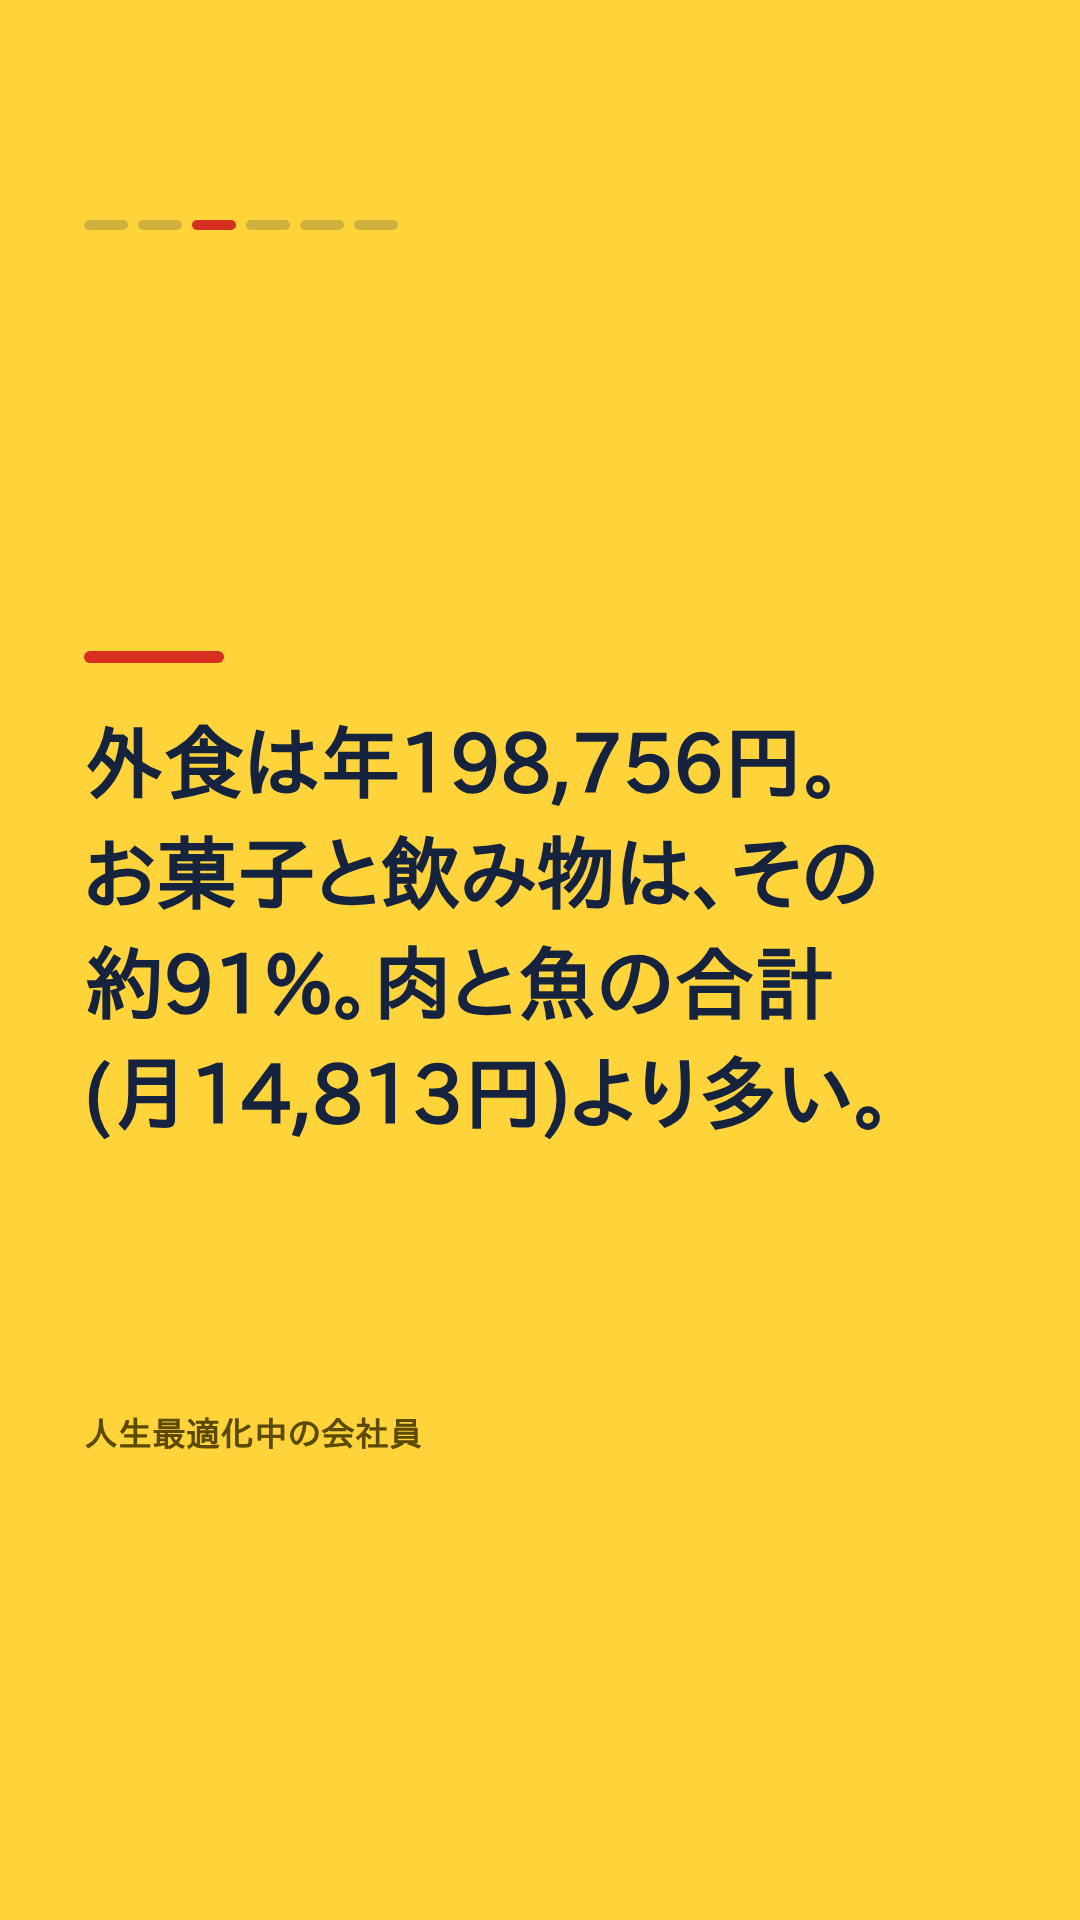 外食は年198,756円。
お菓子と飲み物は、その
約91%。肉と魚の合計
(月14,813円)より多い。
人生最適化中の会社員